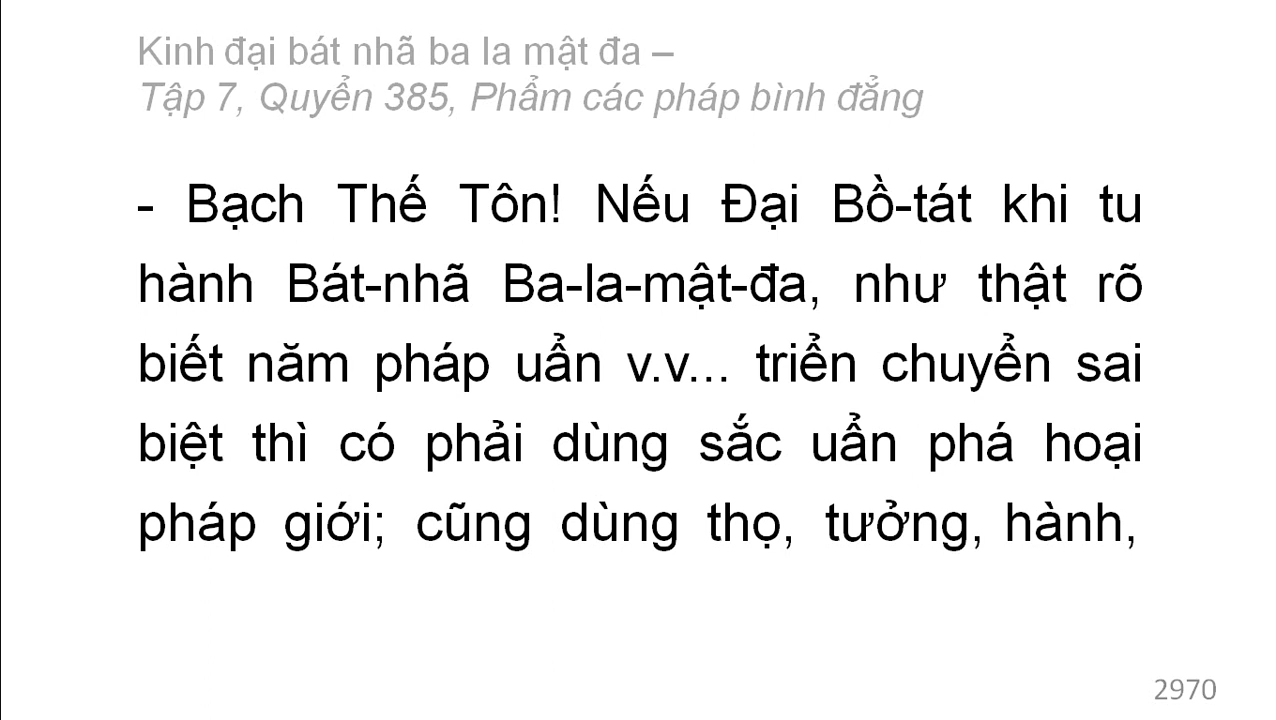 Kinh đại bát nhã ba la mật đa –
Tập 7, Quyển 385, Phẩm các pháp bình đẳng
- Bạch Thế Tôn! Nếu Đại Bồ-tát khi tu
hành Bát-nhã Ba-la-mật-đa, như thật rõ
biết năm pháp uẩn v.v... triển chuyển sai
biệt thì có phải dùng sắc uẩn phá hoại
pháp giới; cũng dùng thọ, tưởng, hành,
2970